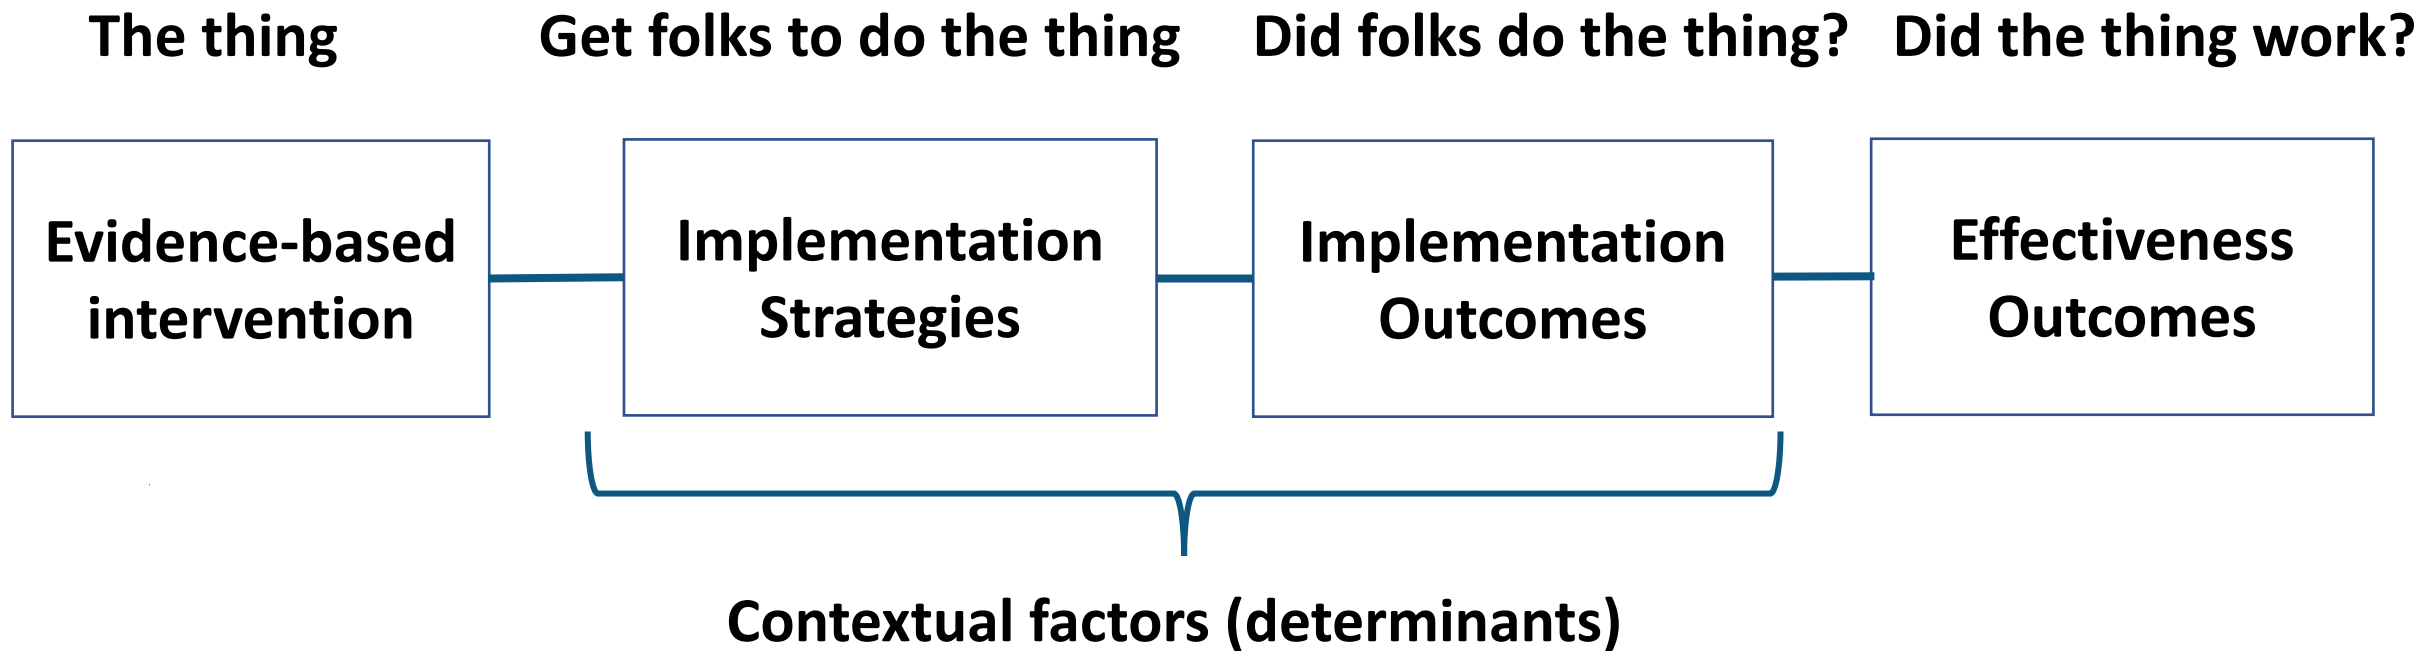 The thing
Get folks to do the thing
Did folks do the thing?
Did the thing work?
Evidence-based
intervention
Implementation
Strategies
Implementation
Outcomes
Effectiveness
Outcomes
Contextual factors (determinants)